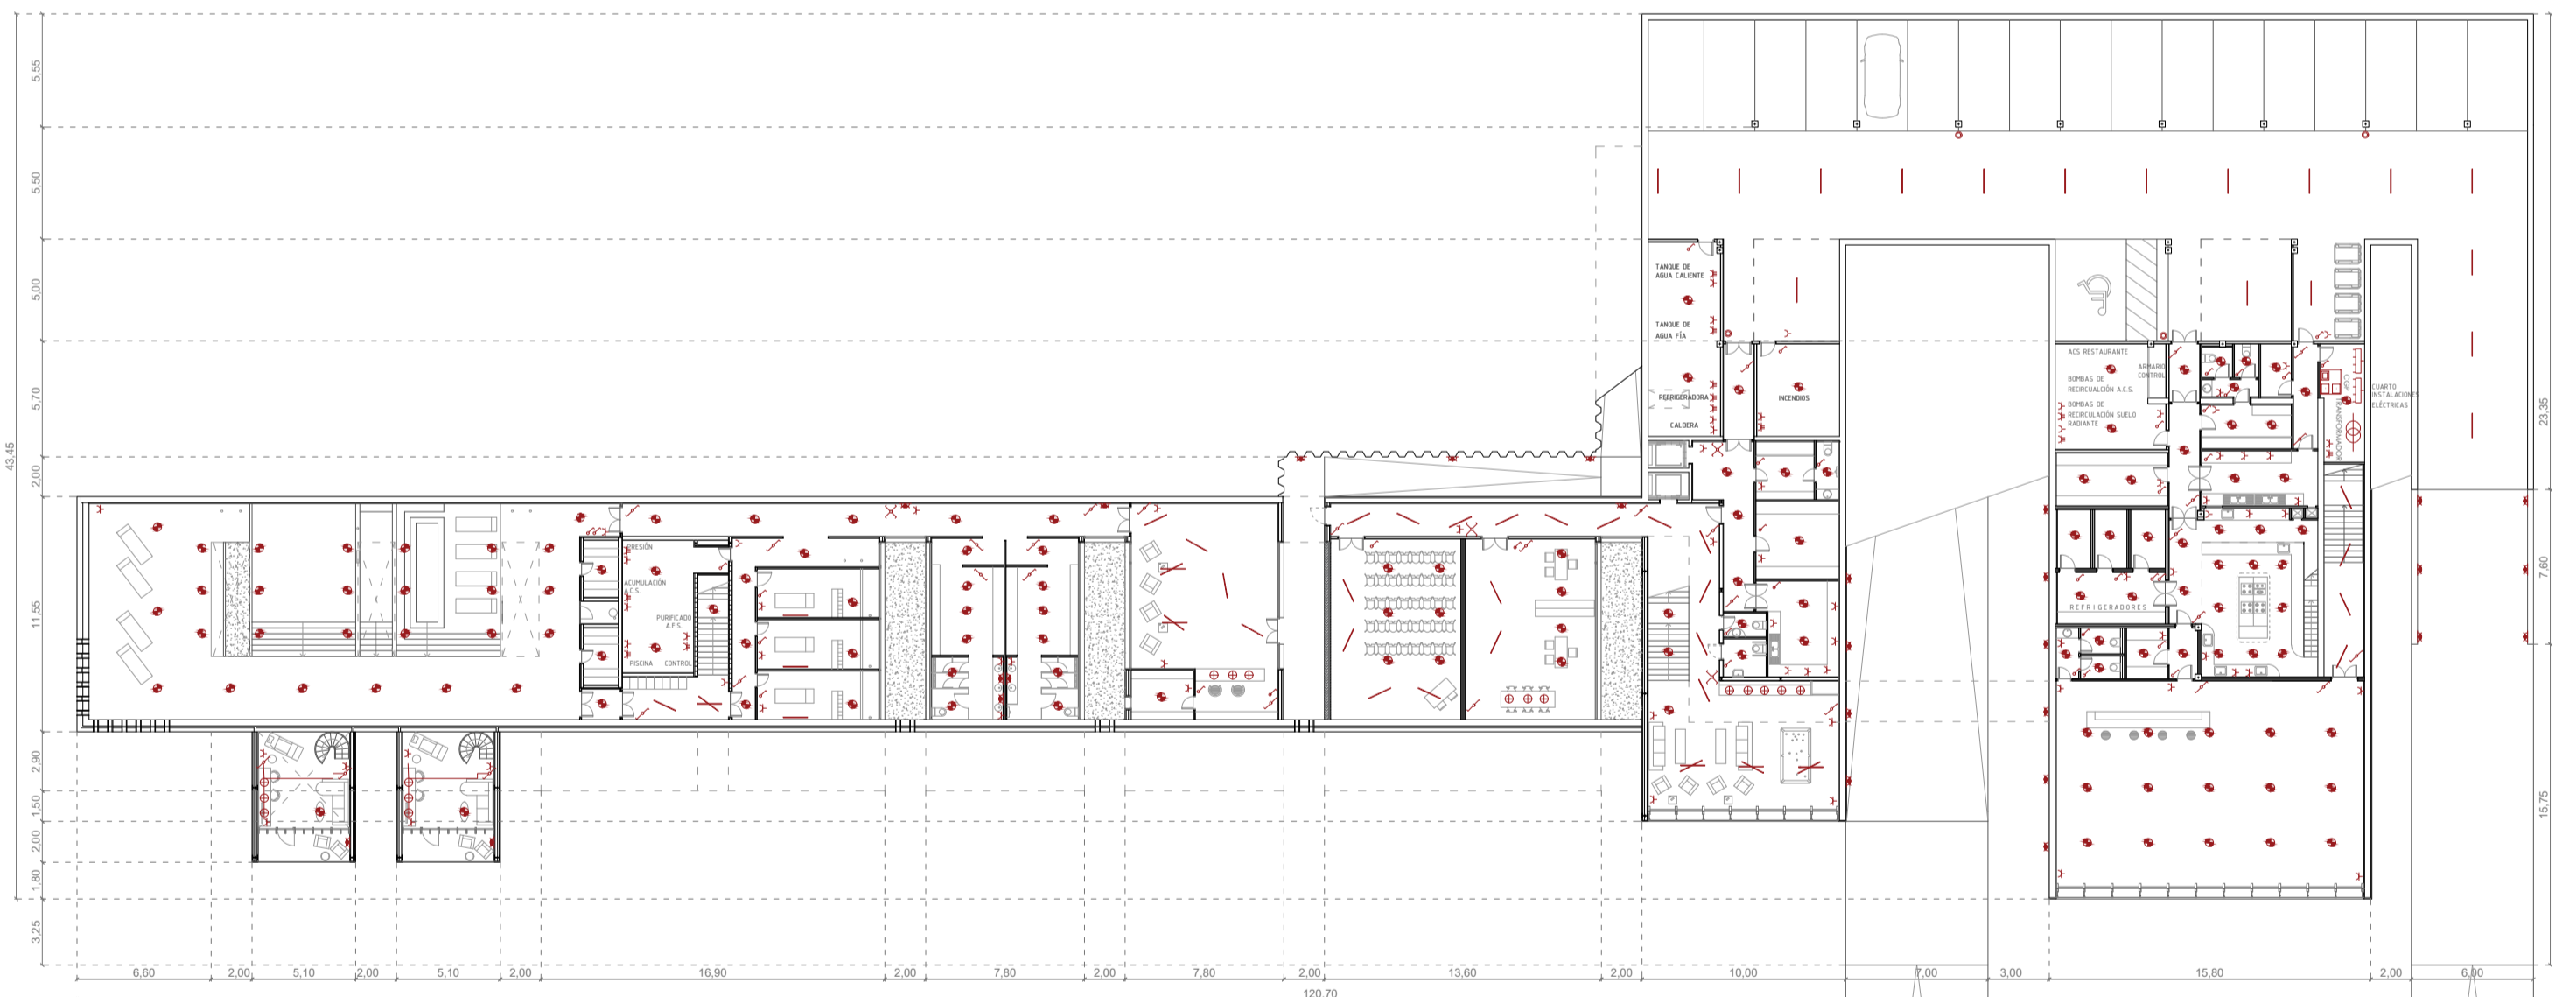 5,55
5,50
5,00
5,70
2,00
11,55
2,90
1,50
2,00
1,80
3,25
43,45
TANQUE DE
AGUA CALIENTE
TANQUE DE
AGUA FÍA
REFRIGERADORA
CALDERA
INCENDIOS
ACS RESTAURANTE
ARMARIO
CONTROL
BOMBAS DE
RECIRCUALCIÓN A.C.S.
BOMBAS DE
RECIRCULACIÓN SUELO
RADIANTE
CGP
TRANSFORMADOR
CUARTO
INSTALACIONES
ELÉCTRICAS
REFRIGERADORES
PRESIÓN
ACUMULACIÓN
A.C.S.
PURIFICADO
A.F.S.
PISCINA CONTROL
23,35
7,60
15,75
6,60 2,00 5,10 2,00 5,10 2,00 16,90 2,00 7,80 2,00 7,80 2,00 13,60 2,00 10,00 7,00 3,00 15,80 2,00 6,00
120,70